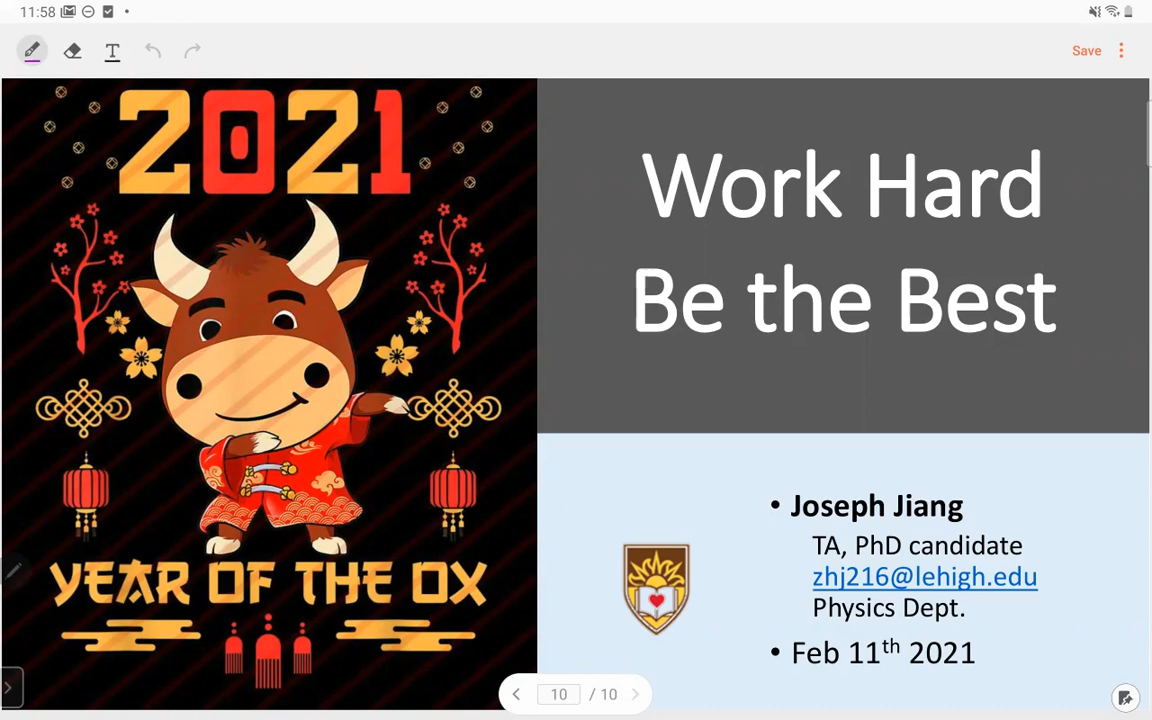 11:58
Save
2021
YEAR OF THE OX
Work Hard
Be the Best
• Joseph Jiang
TA, PhD candidate
zhj216@lehigh.edu
Physics Dept.
• Feb 11th 2021
10 / 10